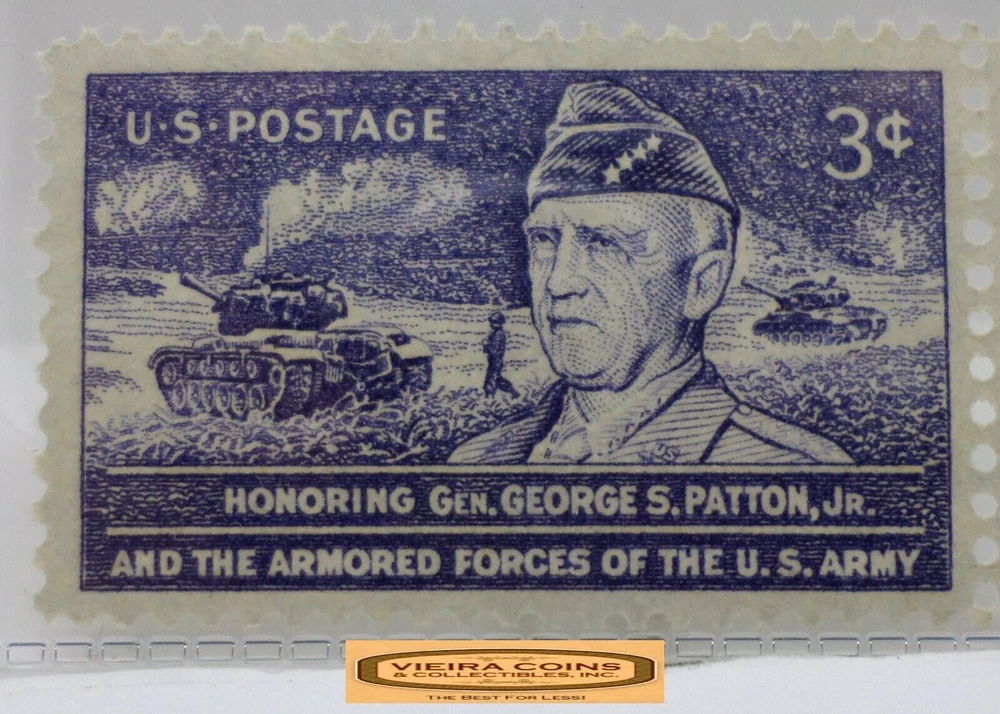 U·S·POSTAGE
3¢
US
HONORING GEN. GEORGE S. PATTON, JR.
AND THE ARMORED FORCES OF THE U. S. ARMY
VIEIRA COINS
& COLLECTIBLES, INC.
THE BEST FOR LESS!